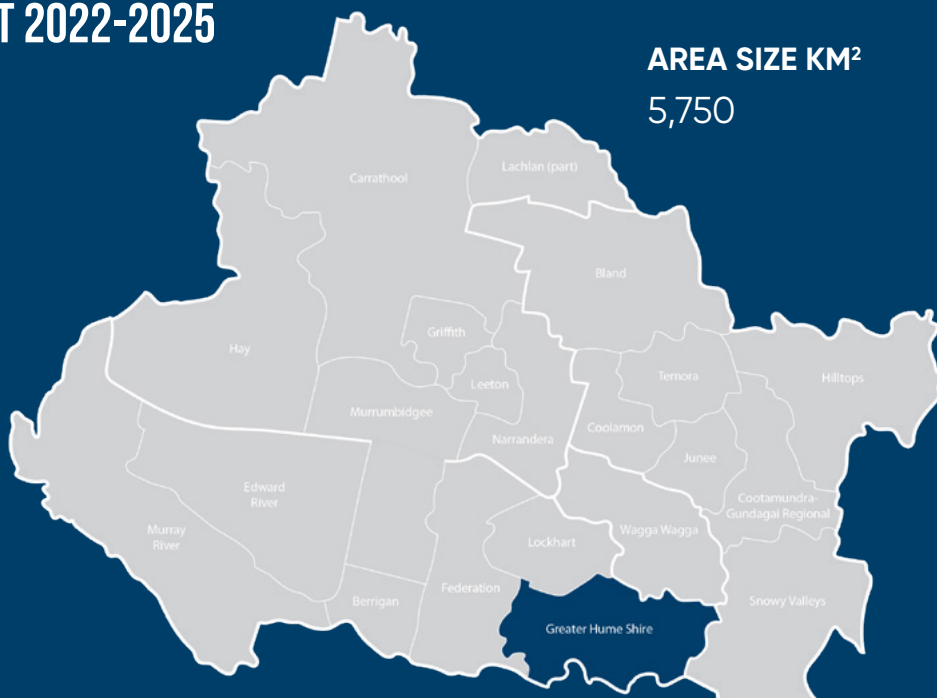 T 2022-2025
AREA SIZE KM²
5,750
Carrathool
Lachlan (part)
Bland
Griffith
Hay
Leeton
Temora
Hilltops
Murrumbidgee
Coolamon
Narrandera
Junee
Edward
River
Cootamundra-
Gundagai Regional
Murray
River
Wagga Wagga
Lockhart
Federation
Berrigan
Snowy Valleys
Greater Hume Shire